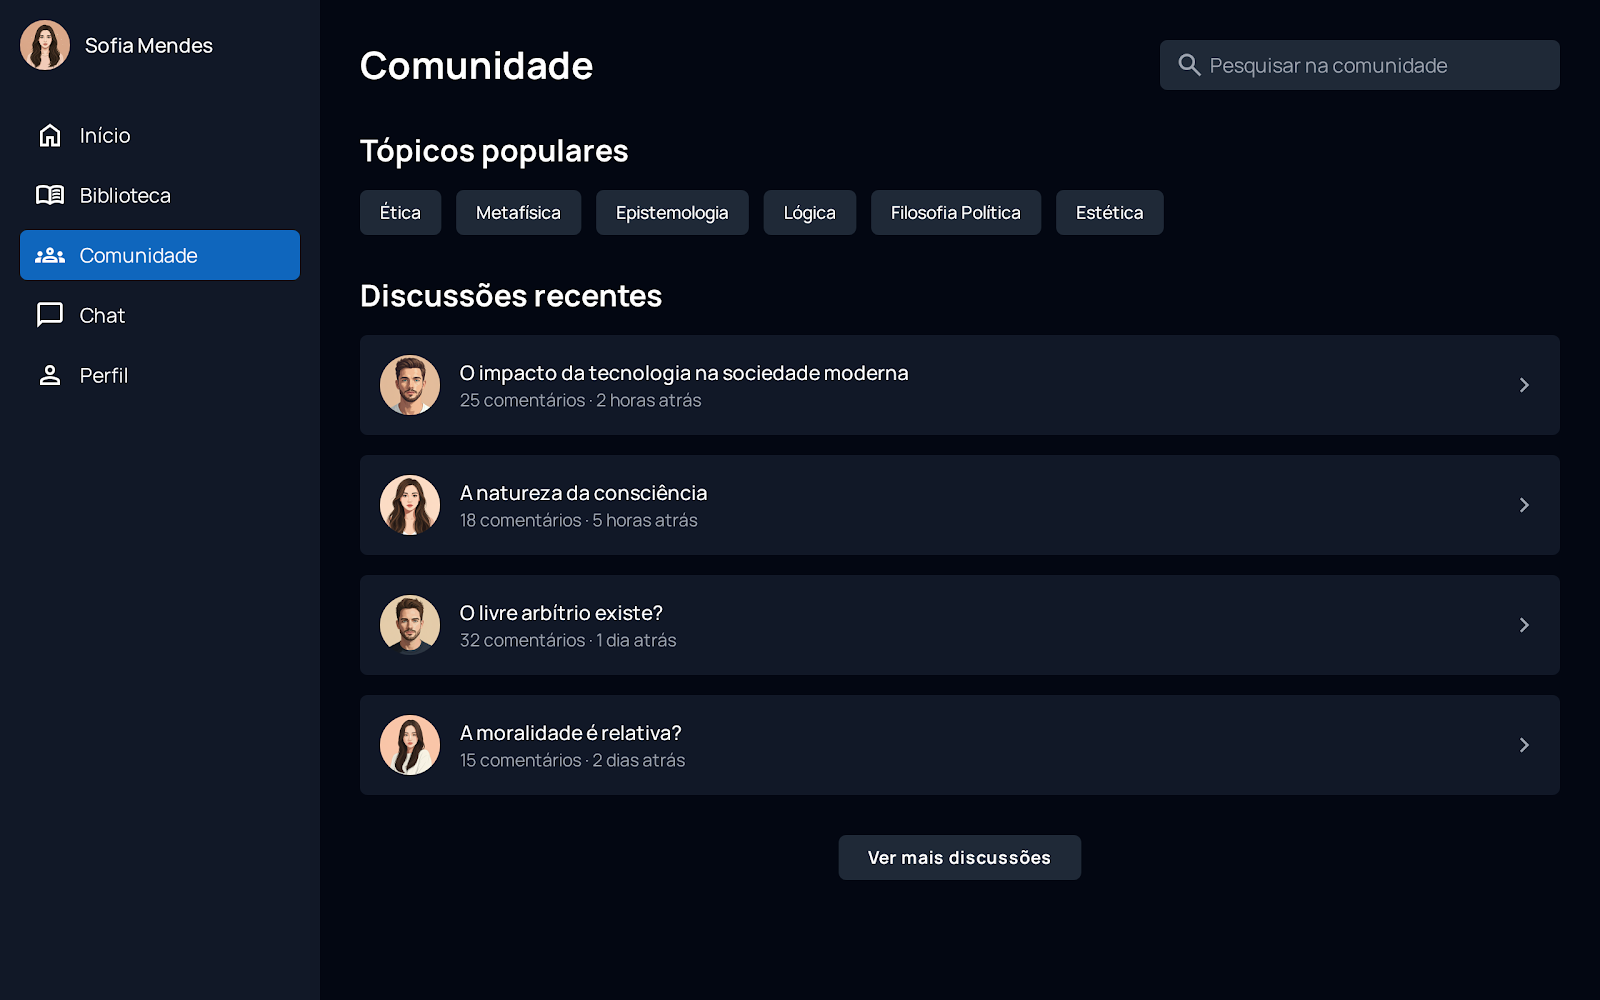 Sofia Mendes
Início
Biblioteca
Comunidade
Chat
Perfil
Comunidade
Pesquisar na comunidade
Tópicos populares
Ética
Metafísica
Epistemologia
Lógica
Filosofia Política
Estética
Discussões recentes
O impacto da tecnologia na sociedade moderna
25 comentários · 2 horas atrás
A natureza da consciência
18 comentários · 5 horas atrás
O livre arbítrio existe?
32 comentários · 1 dia atrás
A moralidade é relativa?
15 comentários · 2 dias atrás
Ver mais discussões